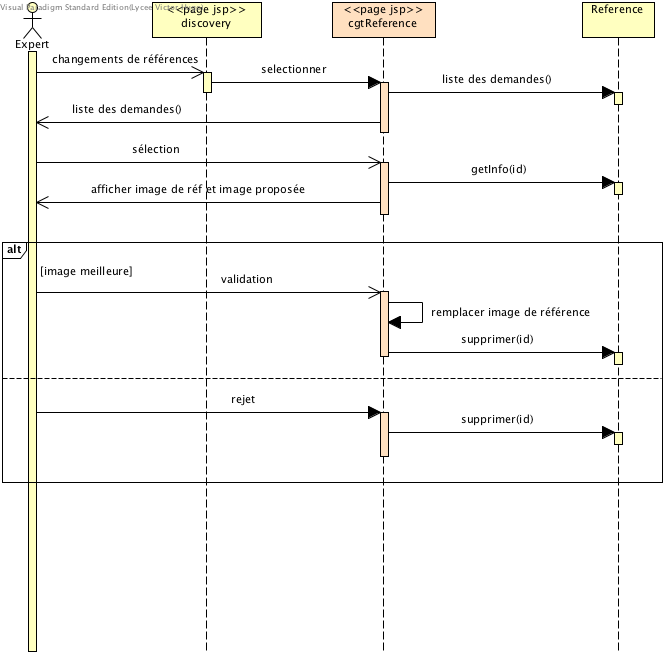 Visual Paradigm Standard Edition(Lycee Victor
<<page jsp>>
discovery
<<page jsp>>
cgtReference
Reference
Expert
changements de références
selectionner
liste des demandes()
liste des demandes()
sélection
getInfo(id)
afficher image de réf et image proposée
alt
[image meilleure]
validation
remplacer image de référence
supprimer(id)
rejet
supprimer(id)